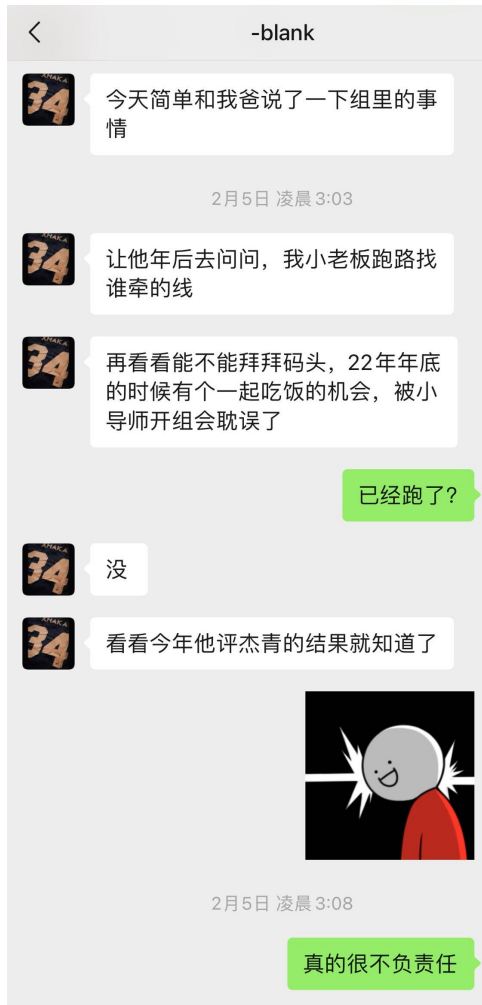 -blank
今天简单和我爸说了一下组里的事
情
2月5日 凌晨3:03
让他年后去问问，我小老板跑路找
谁牵的线
再看看能不能拜拜码头，22年年底
的时候有个一起吃饭的机会，被小
导师开组会耽误了
已经跑了?
没
看看今年他评杰青的结果就知道了
2月5日 凌晨3:08
真的很不负责任